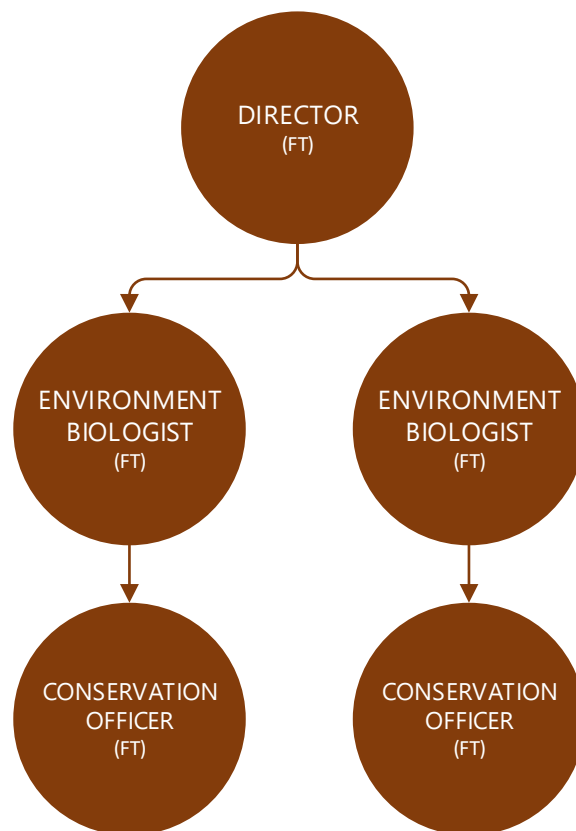 DIRECTOR
(FT)
ENVIRONMENT
BIOLOGIST
(FT)
ENVIRONMENT
BIOLOGIST
(FT)
CONSERVATION
OFFICER
(FT)
CONSERVATION
OFFICER
(FT)